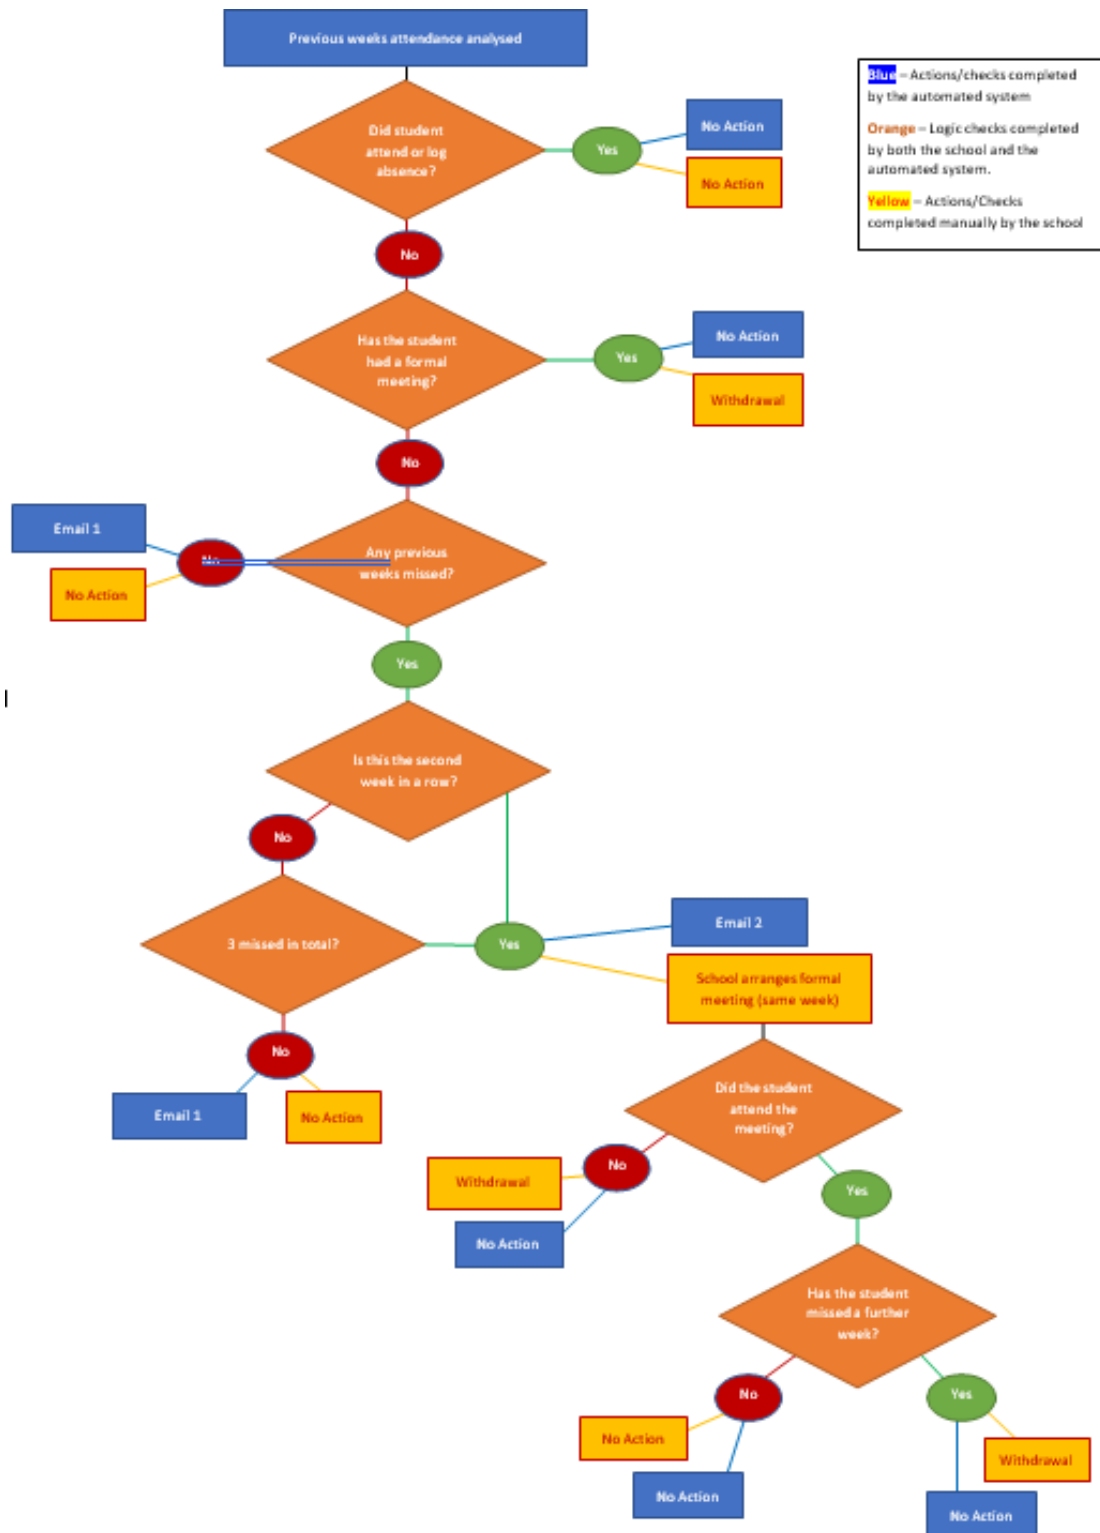 Previous weeks attendance analysed
Blue – Actions/checks completed
by the automated system
Orange – Logic checks completed
by both the school and the
automated system.
Yellow – Actions/Checks
completed manually by the school
Did student
attend or log
absence?
Yes
No Action
No Action
No
Has the student
had a formal
meeting?
Yes
No Action
Withdrawal
No
Email 1
No
No Action
Any previous
weeks missed?
Yes
Is this the second
week in a row?
No
3 missed in total?
Yes
Email 2
School arranges formal
meeting (same week)
No
Email 1
No Action
Did the student
attend the
meeting?
No
Withdrawal
No Action
Yes
Has the student
missed a further
week?
No
No Action
No Action
Yes
Withdrawal
No Action